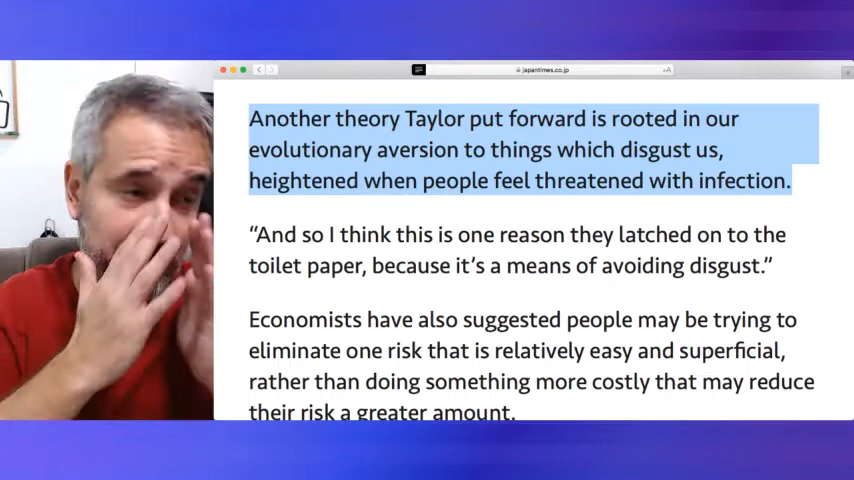 japantimes.co.jp
AA
Another theory Taylor put forward is rooted in our
evolutionary aversion to things which disgust us,
heightened when people feel threatened with infection.
“And so I think this is one reason they latched on to the
toilet paper, because it’s a means of avoiding disgust.”
Economists have also suggested people may be trying to
eliminate one risk that is relatively easy and superficial,
rather than doing something more costly that may reduce
their risk a greater amount.